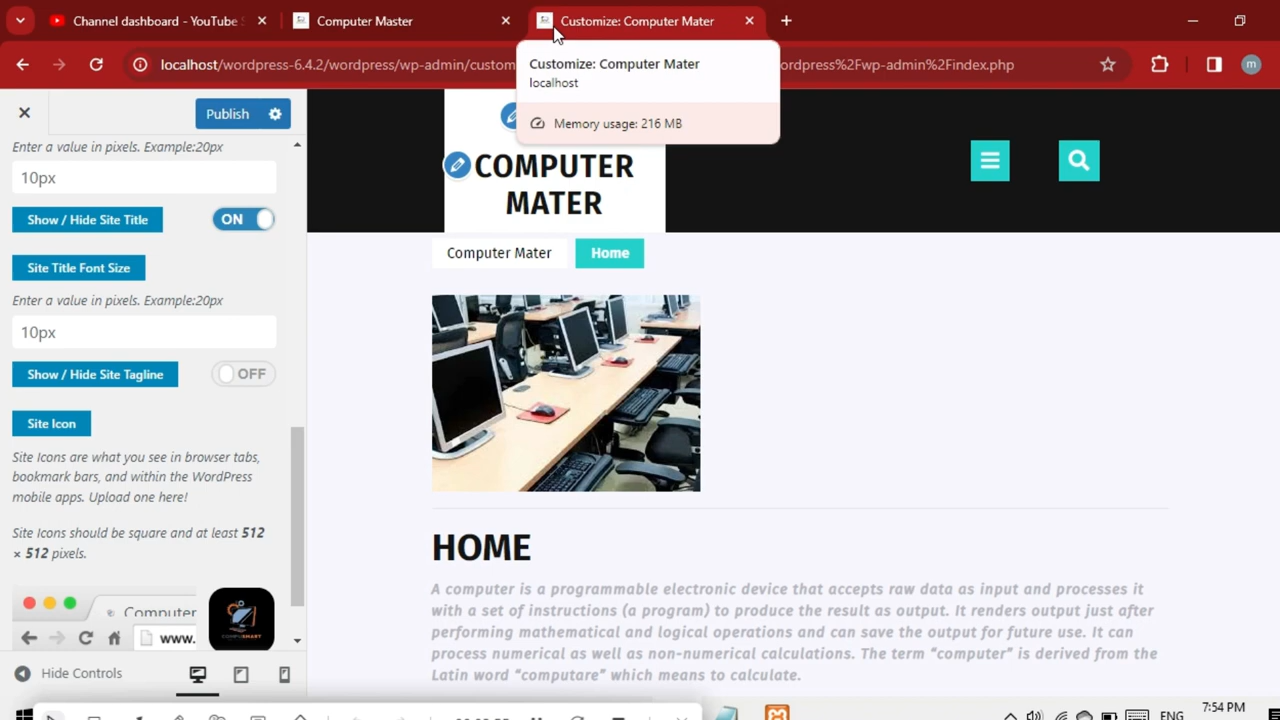 Channel dashboard - YouTube S
Computer Master
Customize: Computer Mater
localhost/wordpress-6.4.2/wordpress/wp-admin/custom
ordpress%2Fwp-admin%2Findex.php
m
Customize: Computer Mater
localhost
Memory usage: 216 MB
Publish
Enter a value in pixels. Example:20px
10px
Show / Hide Site Title
ON
Site Title Font Size
Enter a value in pixels. Example:20px
10px
Show / Hide Site Tagline
OFF
Site Icon
Site Icons are what you see in browser tabs,
bookmark bars, and within the WordPress
mobile apps. Upload one here!
Site Icons should be square and at least 512
× 512 pixels.
Computer
www.
COMPUSMART
Hide Controls
COMPUTER
MATER
Computer Mater
Home
HOME
A computer is a programmable electronic device that accepts raw data as input and processes it
with a set of instructions (a progrm) to produce the result as output. It renders output just after
performing mathematical and logical operations and can save the output for future use. It can
process numerical as well as non-numerical calculations. The term “computer” is derived from the
Latin word “computare” which means to calculate.
ENG
7:54 PM